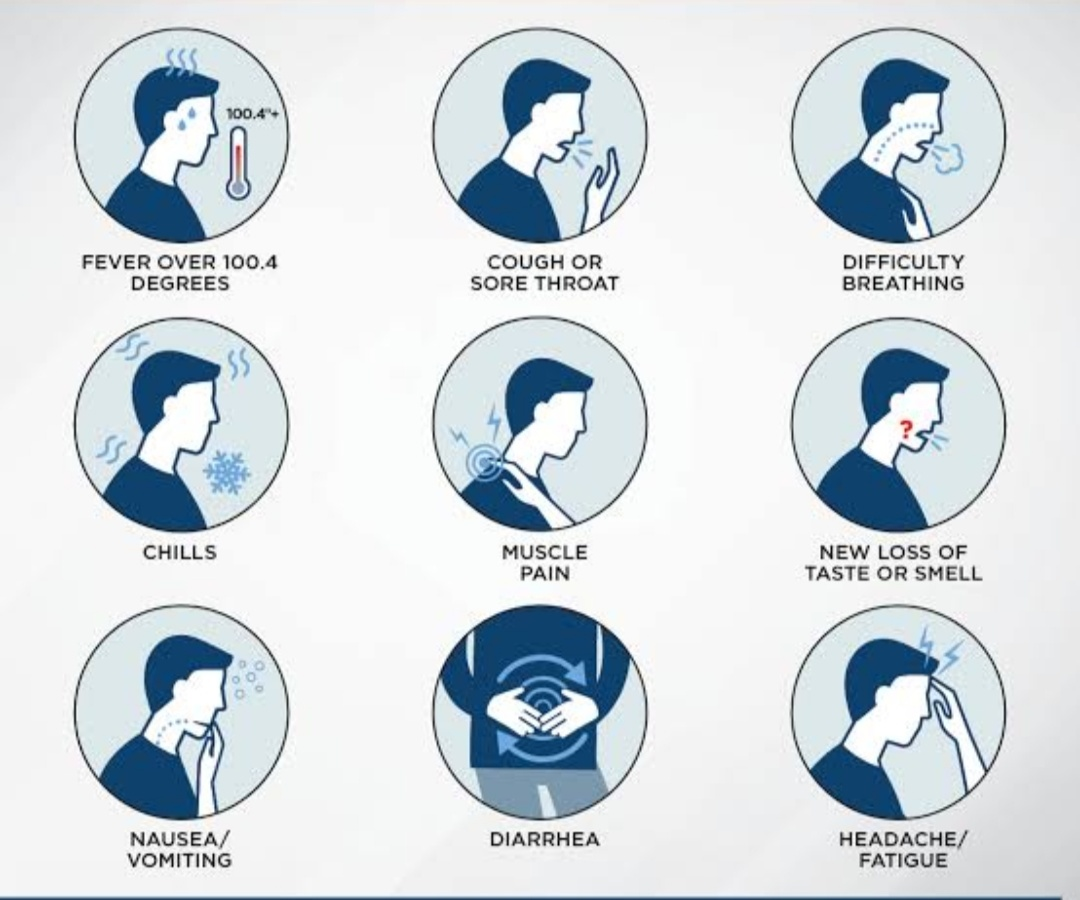 100.4°+
FEVER OVER 100.4
DEGREES
COUGH OR
SORE THROAT
DIFFICULTY
BREATHING
CHILLS
MUSCLE
PAIN
?
NEW LOSS OF
TASTE OR SMELL
NAUSEA/
VOMITING
DIARRHEA
HEADACHE/
FATIGUE